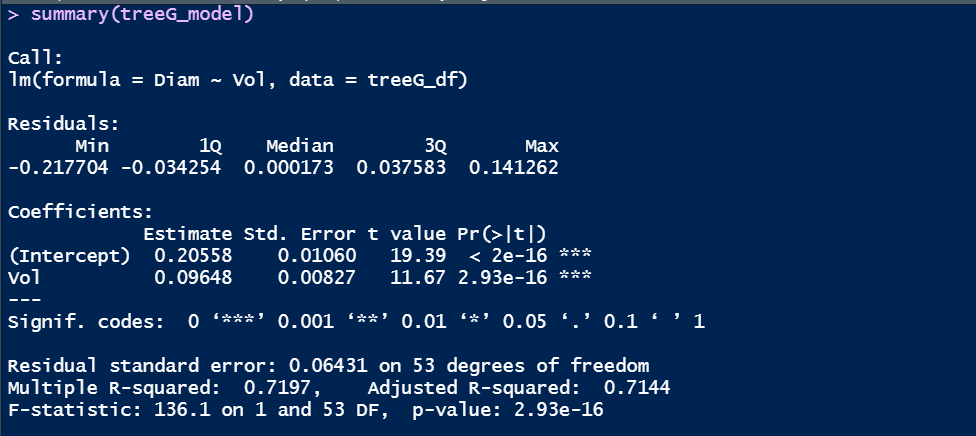 > summary(treeG_model)
Call:
lm(formula = Diam ~ Vol, data = treeG_df)
Residuals:
      Min        1Q    Median        3Q       Max
-0.217704 -0.034254  0.000173  0.037583  0.141262
Coefficients:
            Estimate Std. Error t value Pr(>|t|)
(Intercept)  0.20558    0.01060   19.39  < 2e-16 ***
Vol          0.09648    0.00827   11.67 2.93e-16 ***
---
Signif. codes:  0 ‘***’ 0.001 ‘**’ 0.01 ‘*’ 0.05 ‘.’ 0.1 ‘ ’ 1
Residual standard error: 0.06431 on 53 degrees of freedom
Multiple R-squared:  0.7197,    Adjusted R-squared:  0.7144
F-statistic: 136.1 on 1 and 53 DF,  p-value: 2.93e-16